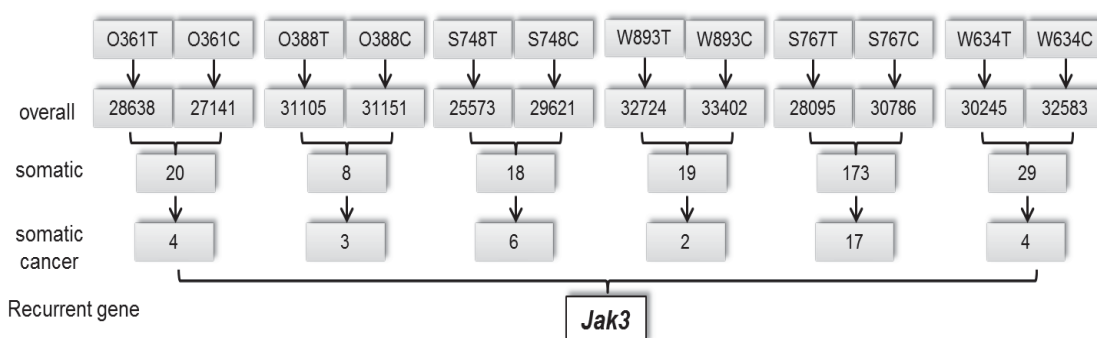 O361T O361C O388T O388C S748T S748C W893T W893C S767T S767C W634T W634C
overall 28638 27141 31105 31151 25573 29621 32724 33402 28095 30786 30245 32583
somatic 20 8 18 19 173 29
somatic
cancer 4 3 6 2 17 4
Recurrent gene Jak3